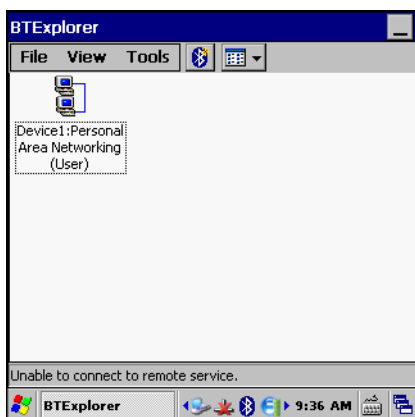 BTExplorer
File View Tools
Device1:Personal
Area Networking
(User)
Unable to connect to remote service.
BTExplorer 9:36 AM